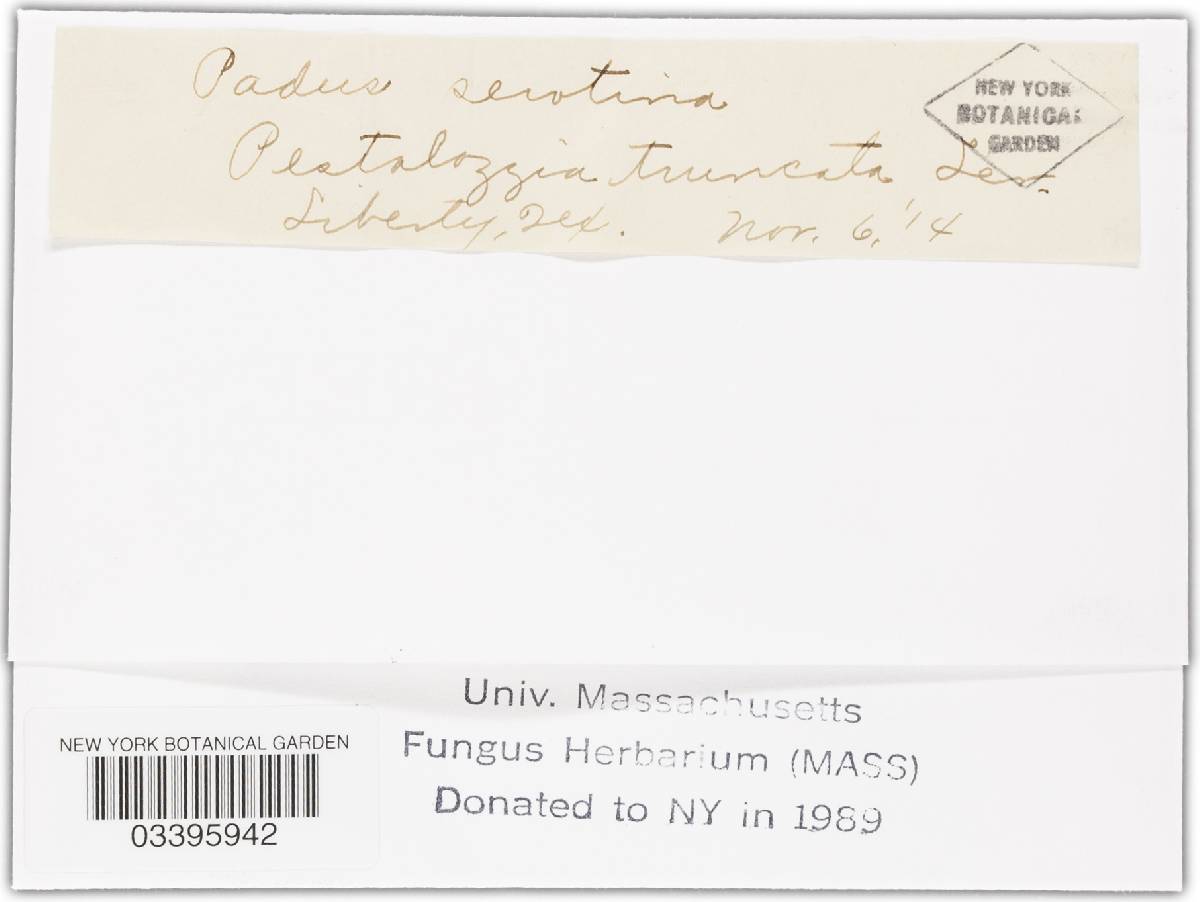 Padus serotina
Pestalozzia truncata Lev.
Liberty, Tex. Nov. 6, '14
NEW YORK
BOTANICAL
GARDEN
Univ. Massachusetts
Fungus Herbarium (MASS)
Donated to NY in 1989
NEW YORK BOTANICAL GARDEN
03395942